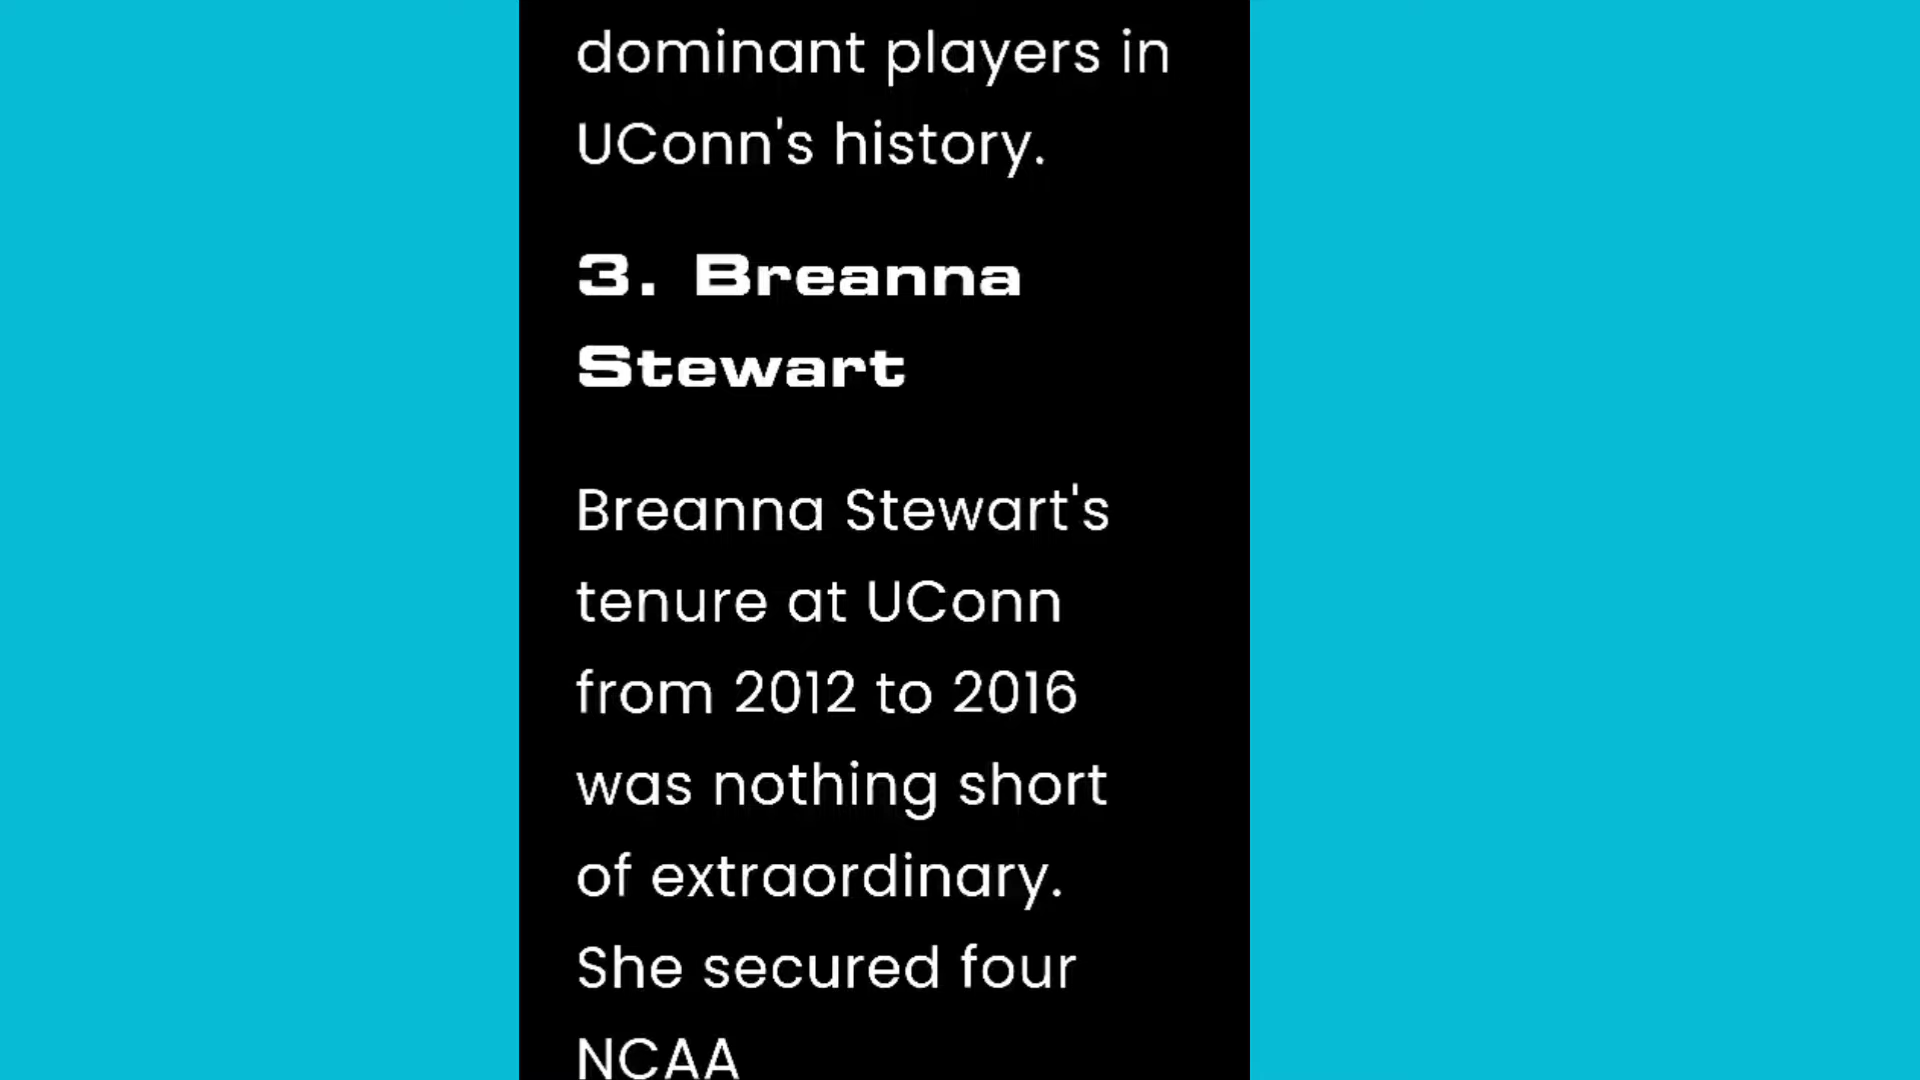 dominant players in
UConn's history.
3. Breanna
Stewart
Breanna Stewart's
tenure at UConn
from 2012 to 2016
was nothing short
of extraordinary.
She secured four
NCAA